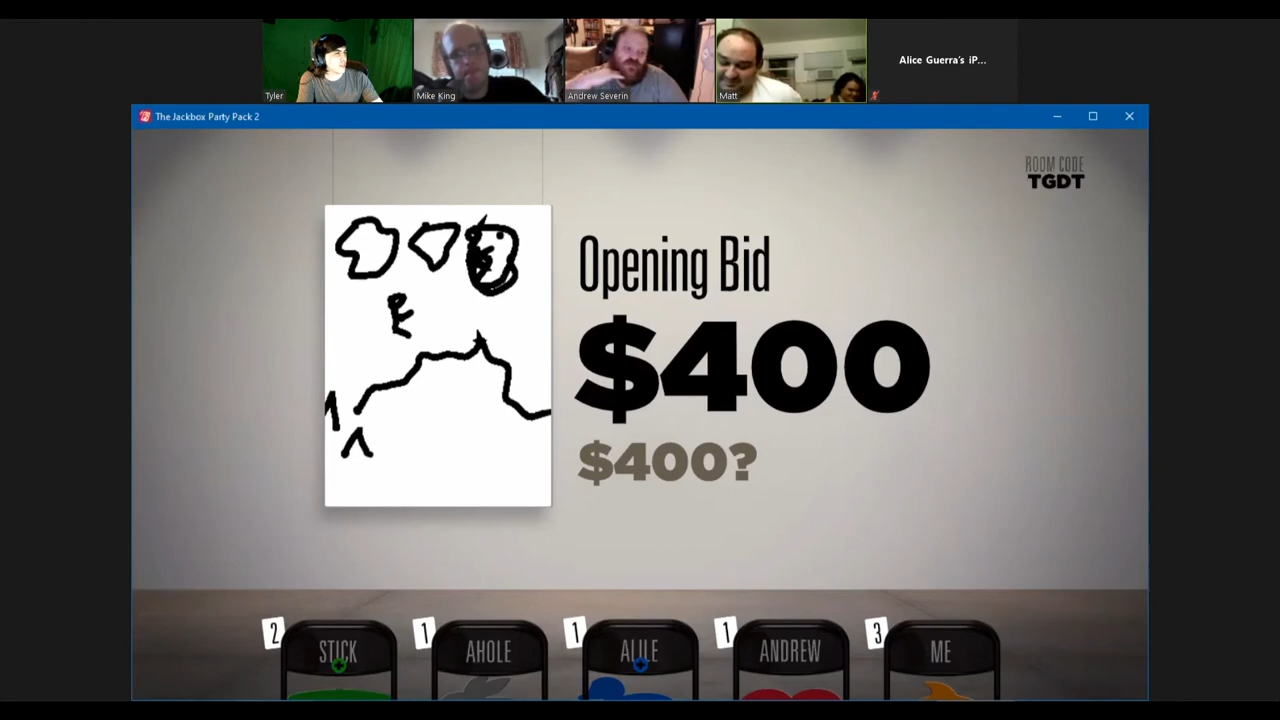 Alice Guerra's iP...
Tyler
Mike King
Andrew Severin
Matt
The Jackbox Party Pack 2
ROOM CODE
TGDT
Opening Bid
$400
$400?
2 STICK
1 AHOLE
1
1 ANDREW
3 ME